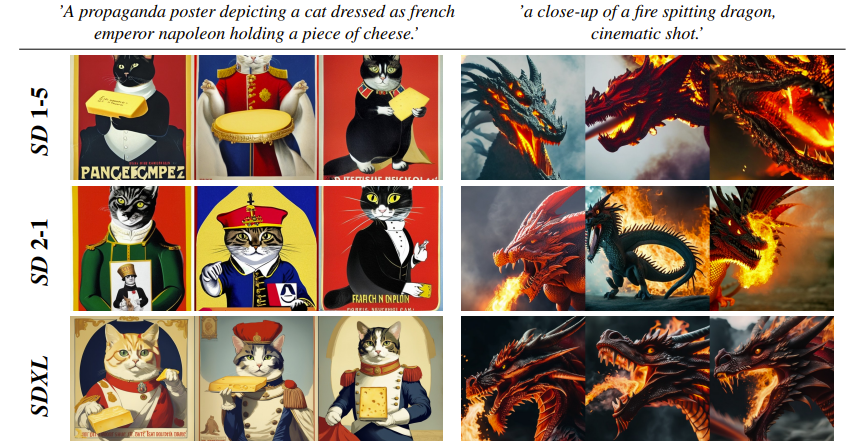 'A propaganda poster depicting a cat dressed as french
emperor napoleon holding a piece of cheese.'
'a close-up of a fire spitting dragon,
cinematic shot.'
SD 1-5
PANGEBOMPEZ
SD 2-1
SDXL